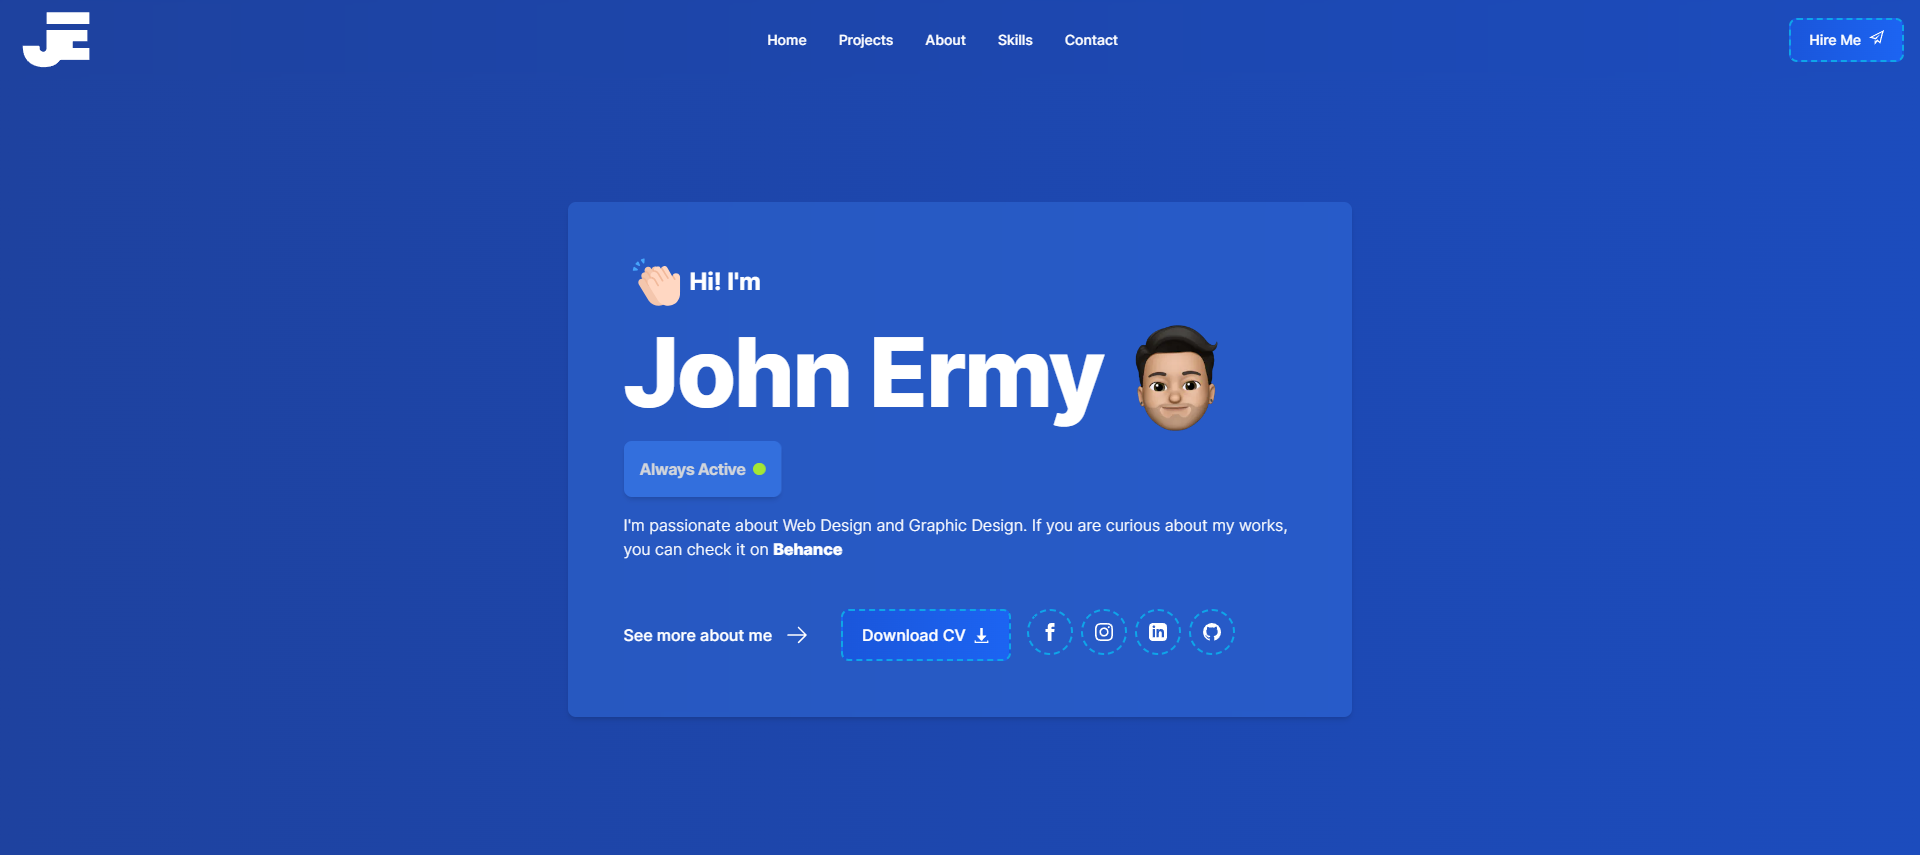 JE
Home Projects About Skills Contact
Hire Me
Hi! I'm
John Ermy
Always Active
I'm passionate about Web Design and Graphic Design. If you are curious about my works,
you can check it on Behance
See more about me
Download CV